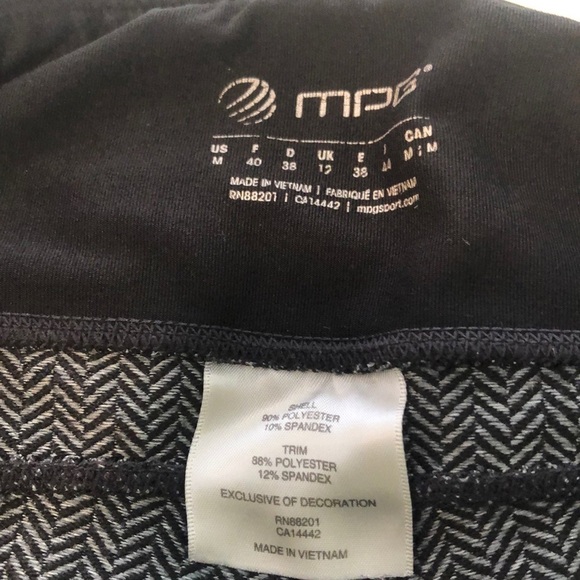 mpg
US F D UK E I CAN
M 40 38 12 38 44 M ; M
MADE IN VIETNAM | FABRIQUÉ EN VIETNAM
RN88201 | CA14442 | mpgsport.com
SHELL
90% POLYESTER
10% SPANDEX
TRIM
88% POLYESTER
12% SPANDEX
EXCLUSIVE OF DECORATION
RN88201
CA14442
MADE IN VIETNAM